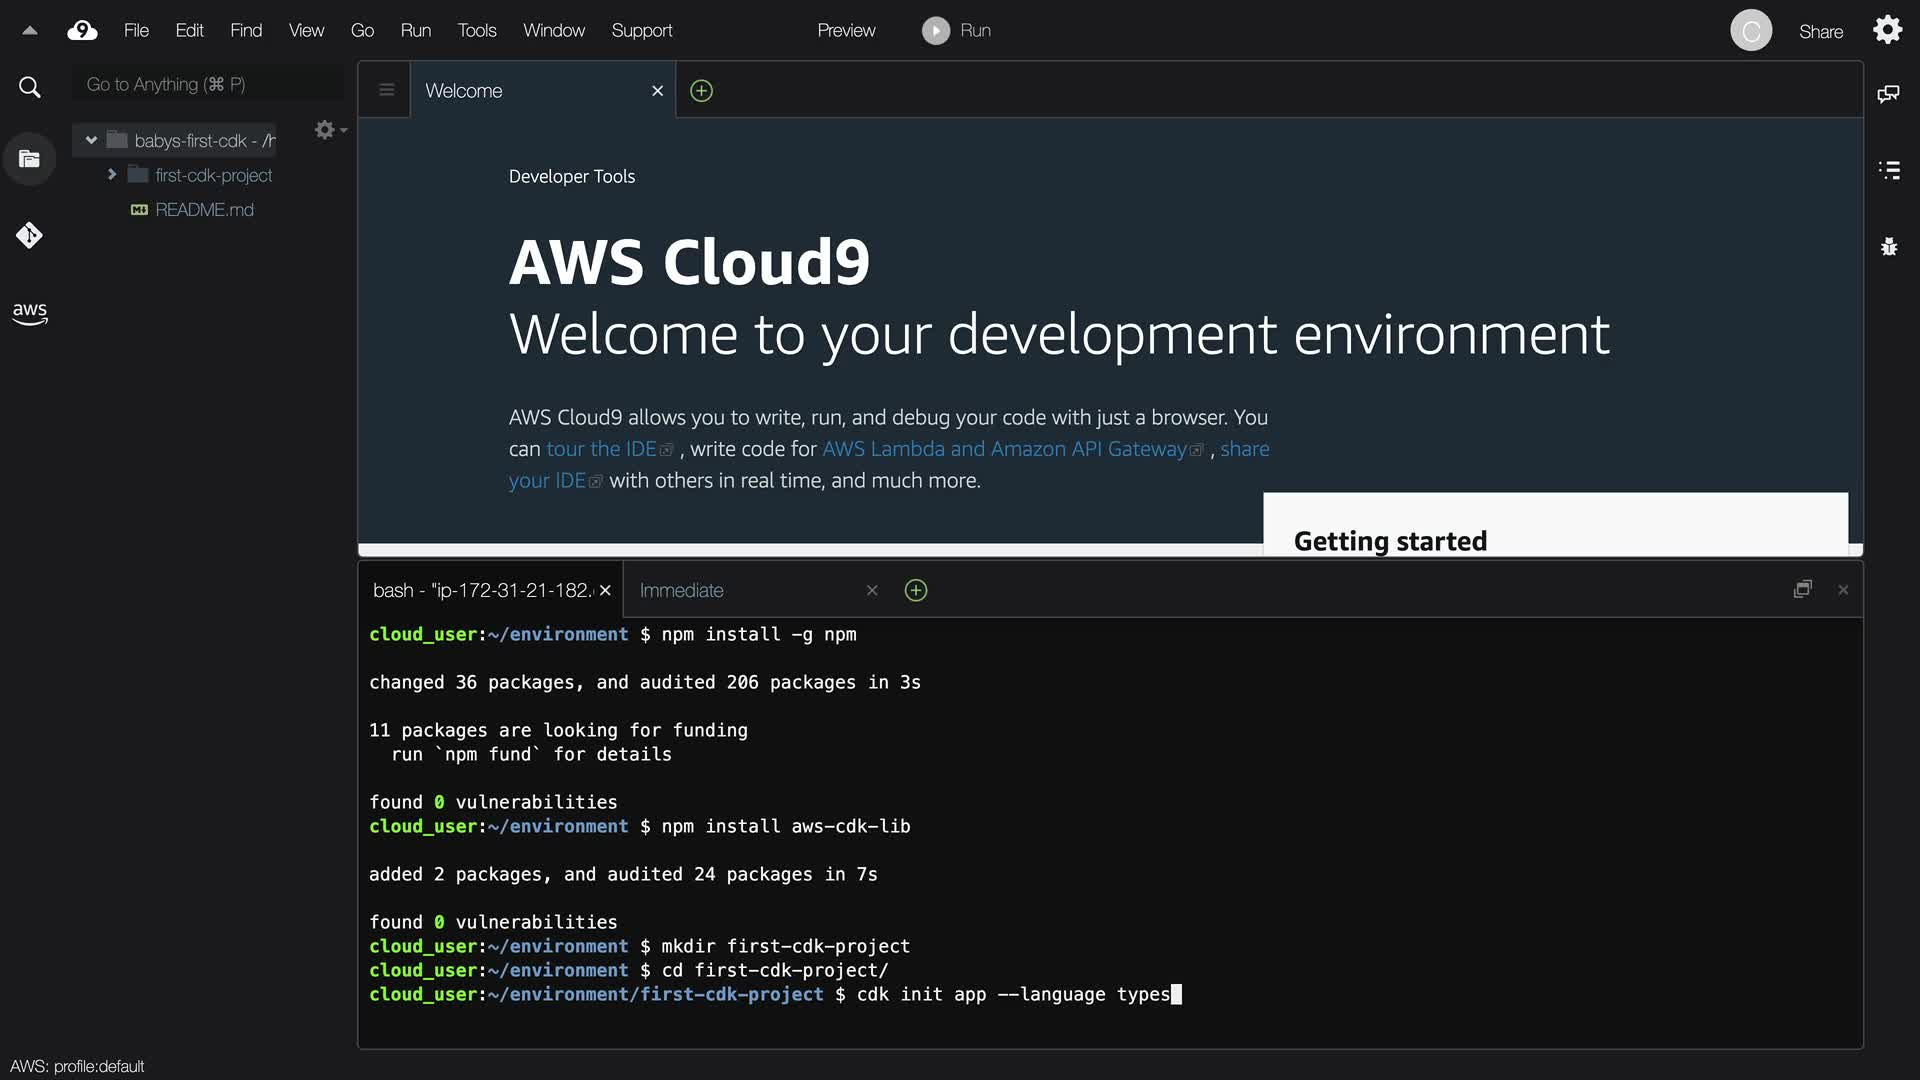 File Edit Find View Go Run Tools Window Support Preview Run C Share
Go to Anything (⌘ P)
babys-first-cdk - /h
first-cdk-project
README.md
aws
Welcome
Developer Tools
AWS Cloud9
Welcome to your development environment
AWS Cloud9 allows you to write, run, and debug your code with just a browser. You
can tour the IDE , write code for AWS Lambda and Amazon API Gateway , share
your IDE with others in real time, and much more.
Getting started
bash - "ip-172-31-21-182. Immediate
cloud_user:~/environment $ npm install -g npm
changed 36 packages, and audited 206 packages in 3s
11 packages are looking for funding
run `npm fund` for details
found 0 vulnerabilities
cloud_user:~/environment $ npm install aws-cdk-lib
added 2 packages, and audited 24 packages in 7s
found 0 vulnerabilities
cloud_user:~/environment $ mkdir first-cdk-project
cloud_user:~/environment $ cd first-cdk-project/
cloud_user:~/environment/first-cdk-project $ cdk init app --language types
AWS: profile:default